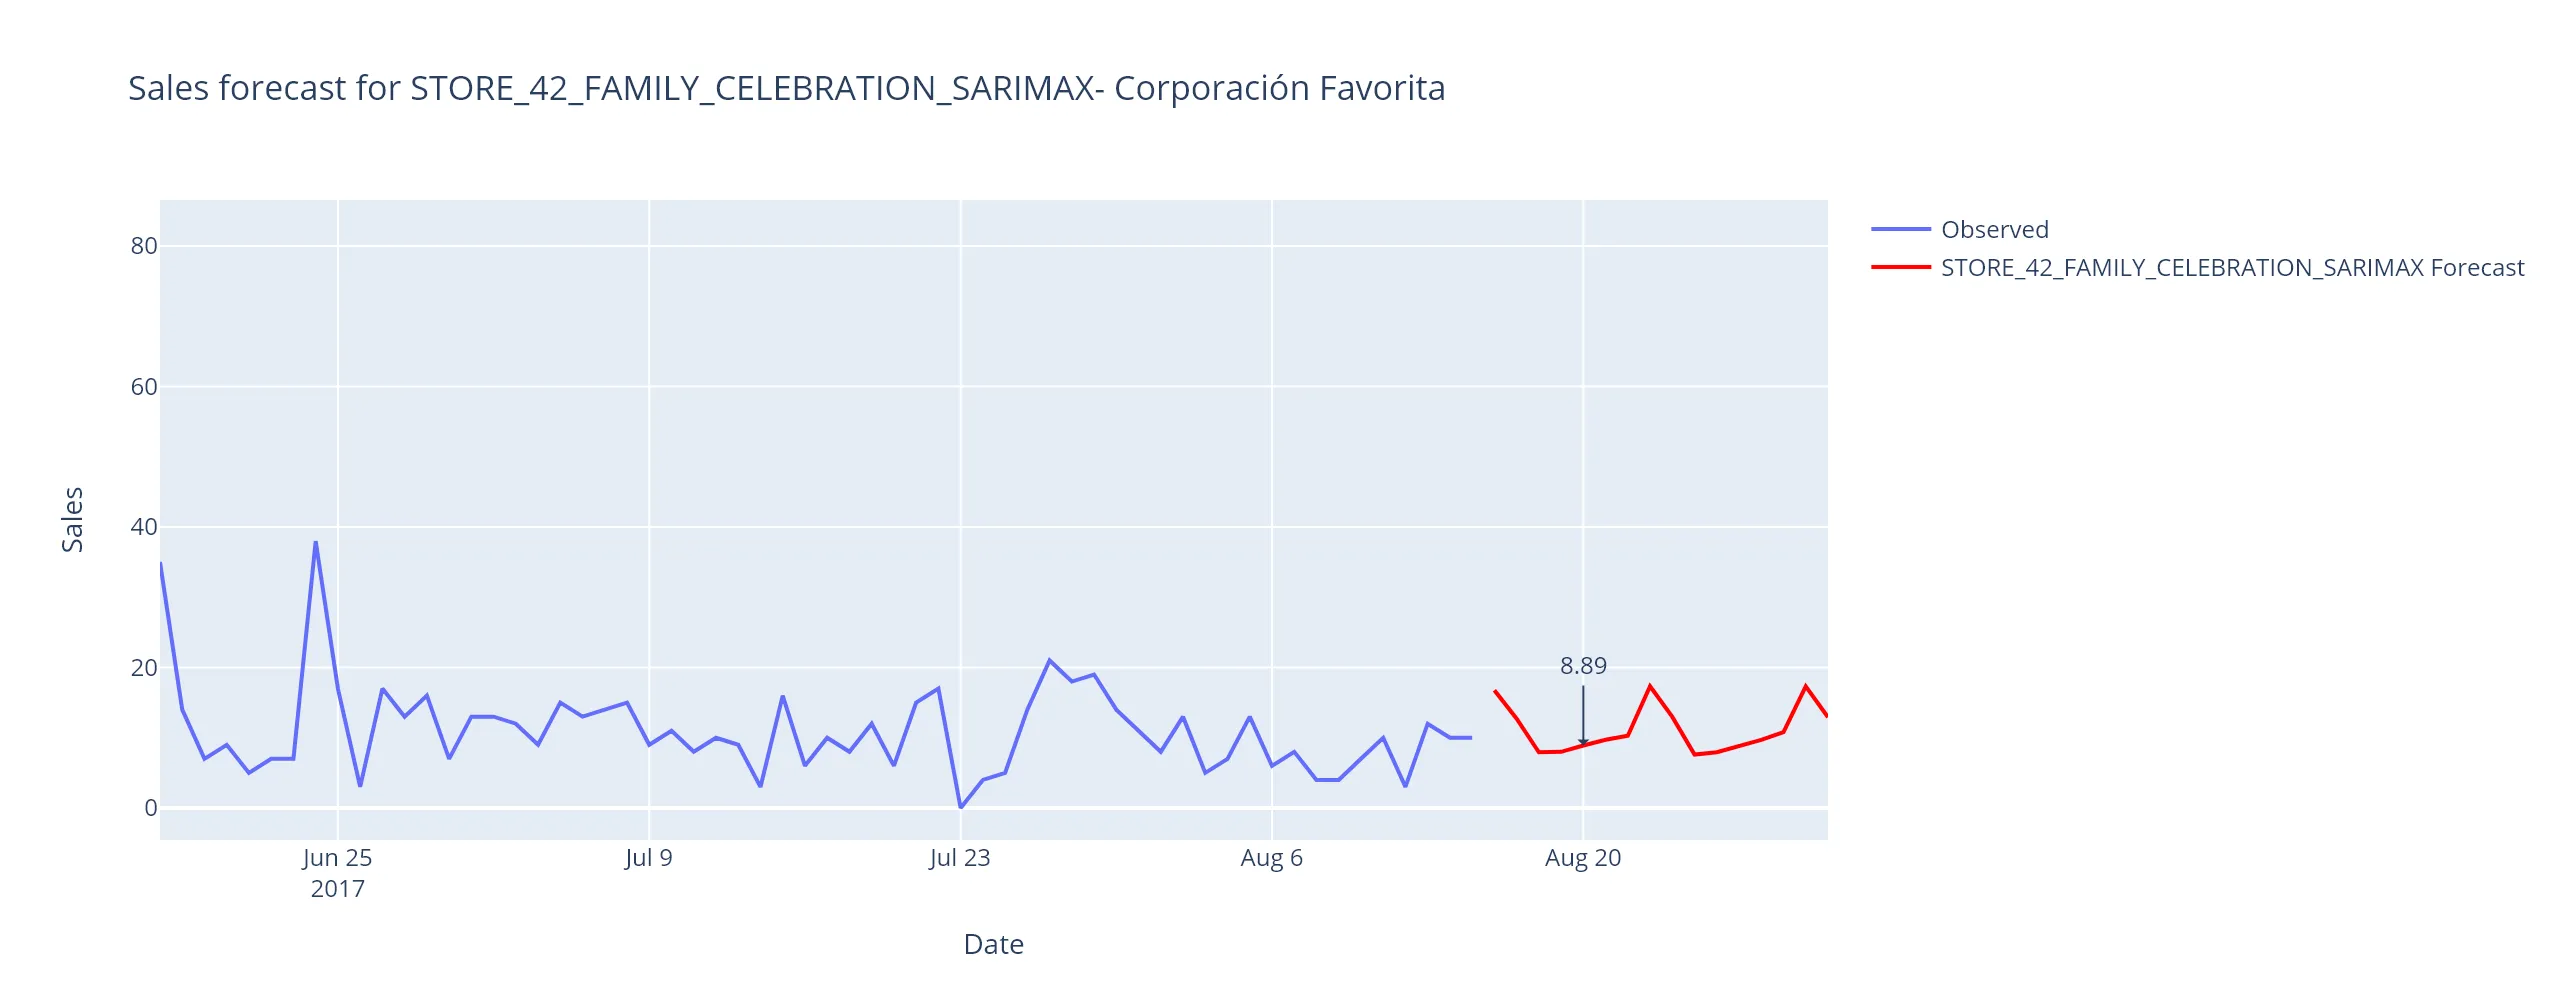 Sales forecast for STORE_42_FAMILY_CELEBRATION_SARIMAX- Corporación Favorita
Observed
STORE_42_FAMILY_CELEBRATION_SARIMAX Forecast
80
60
40
20
0
Sales
8.89
Jun 25
2017
Jul 9
Jul 23
Aug 6
Aug 20
Date